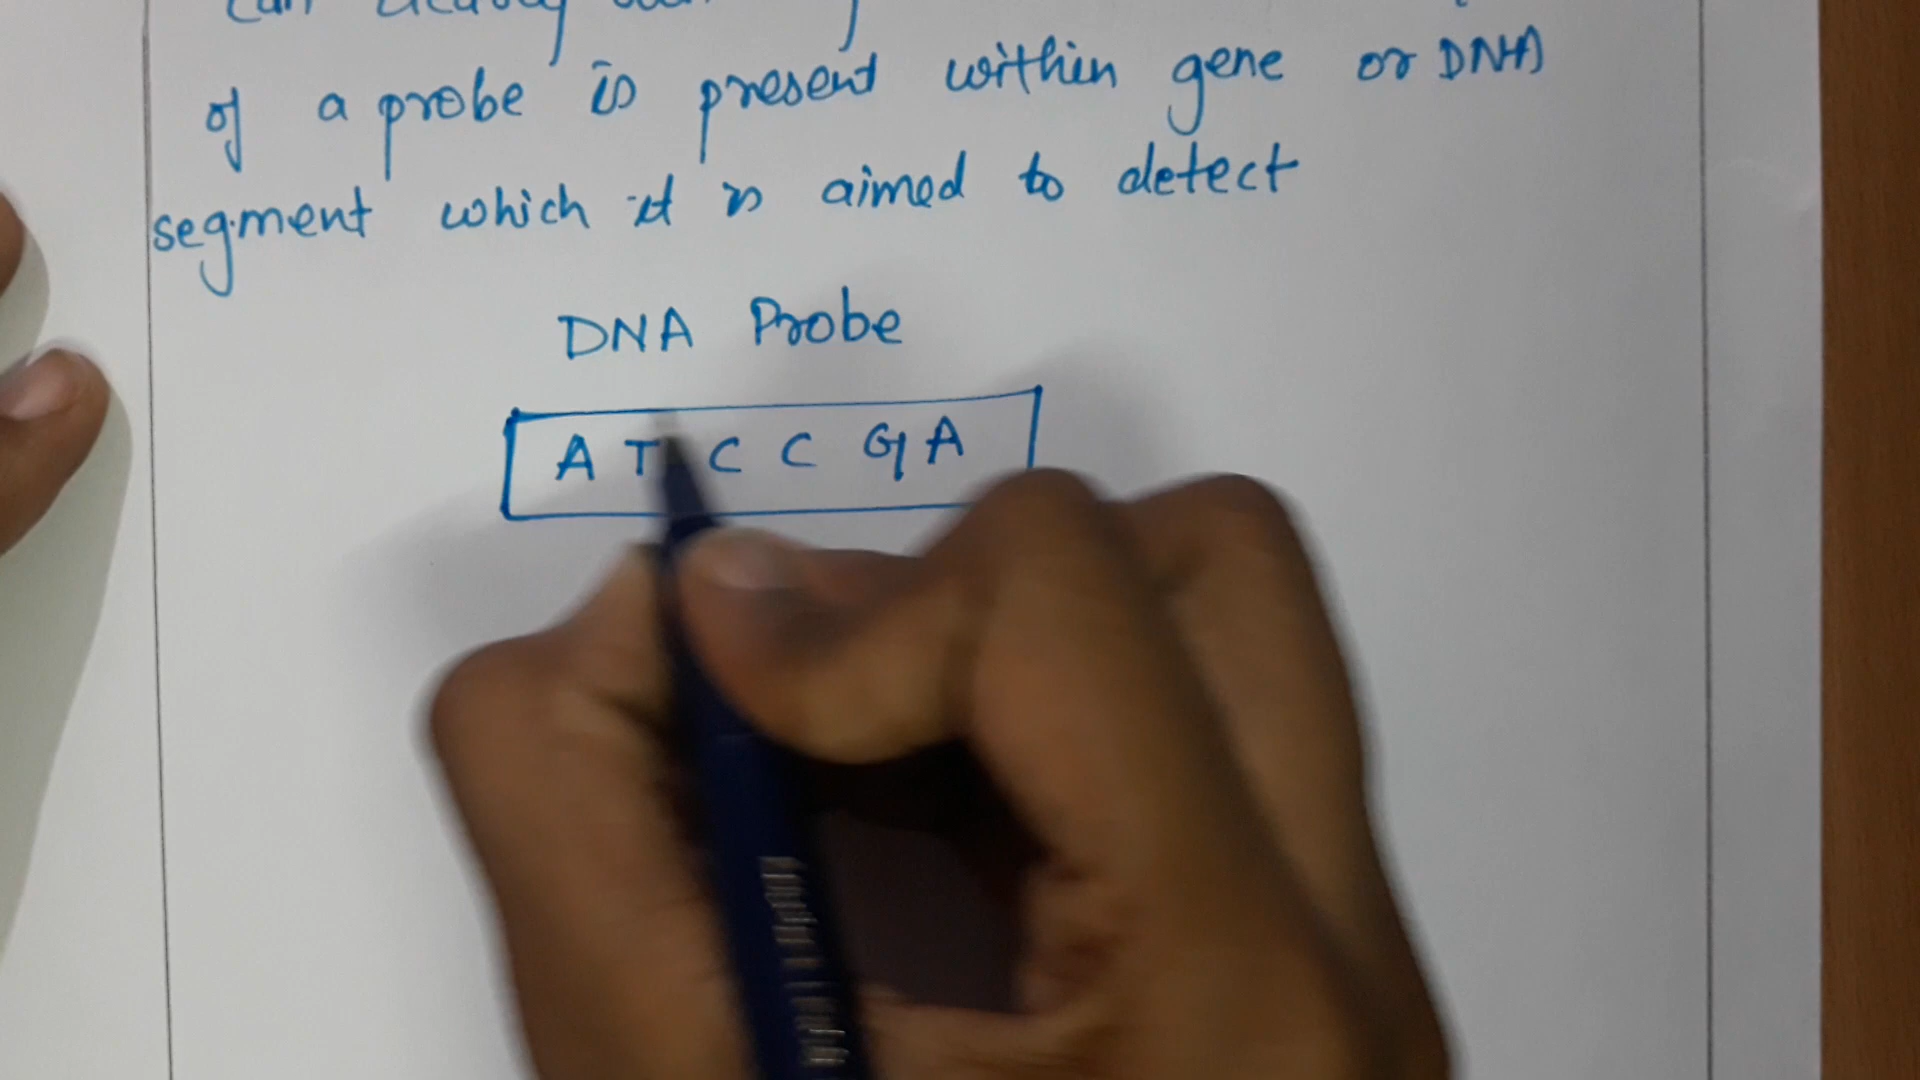 of a probe is present within gene or DNA
segment which it is aimed to detect
DNA Probe
A T C C G A